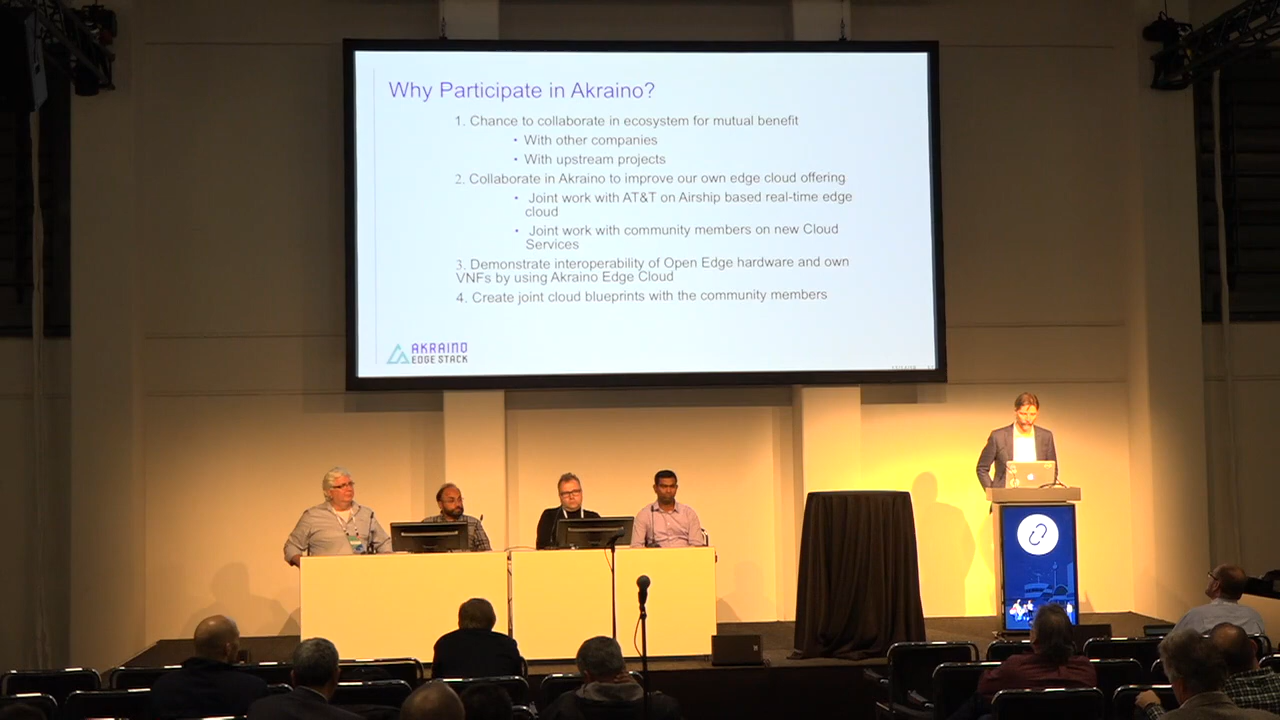 Why Participate in Akraino?
1. Chance to collaborate in ecosystem for mutual benefit
• With other companies
• With upstream projects
2. Collaborate in Akraino to improve our own edge cloud offering
• Joint work with AT&T on Airship based real-time edge
cloud
• Joint work with community members on new Cloud
Services
3. Demonstrate interoperability of Open Edge hardware and own
VNFs by using Akraino Edge Cloud
4. Create joint cloud blueprints with the community members
AKRAINO
EDGE STACK